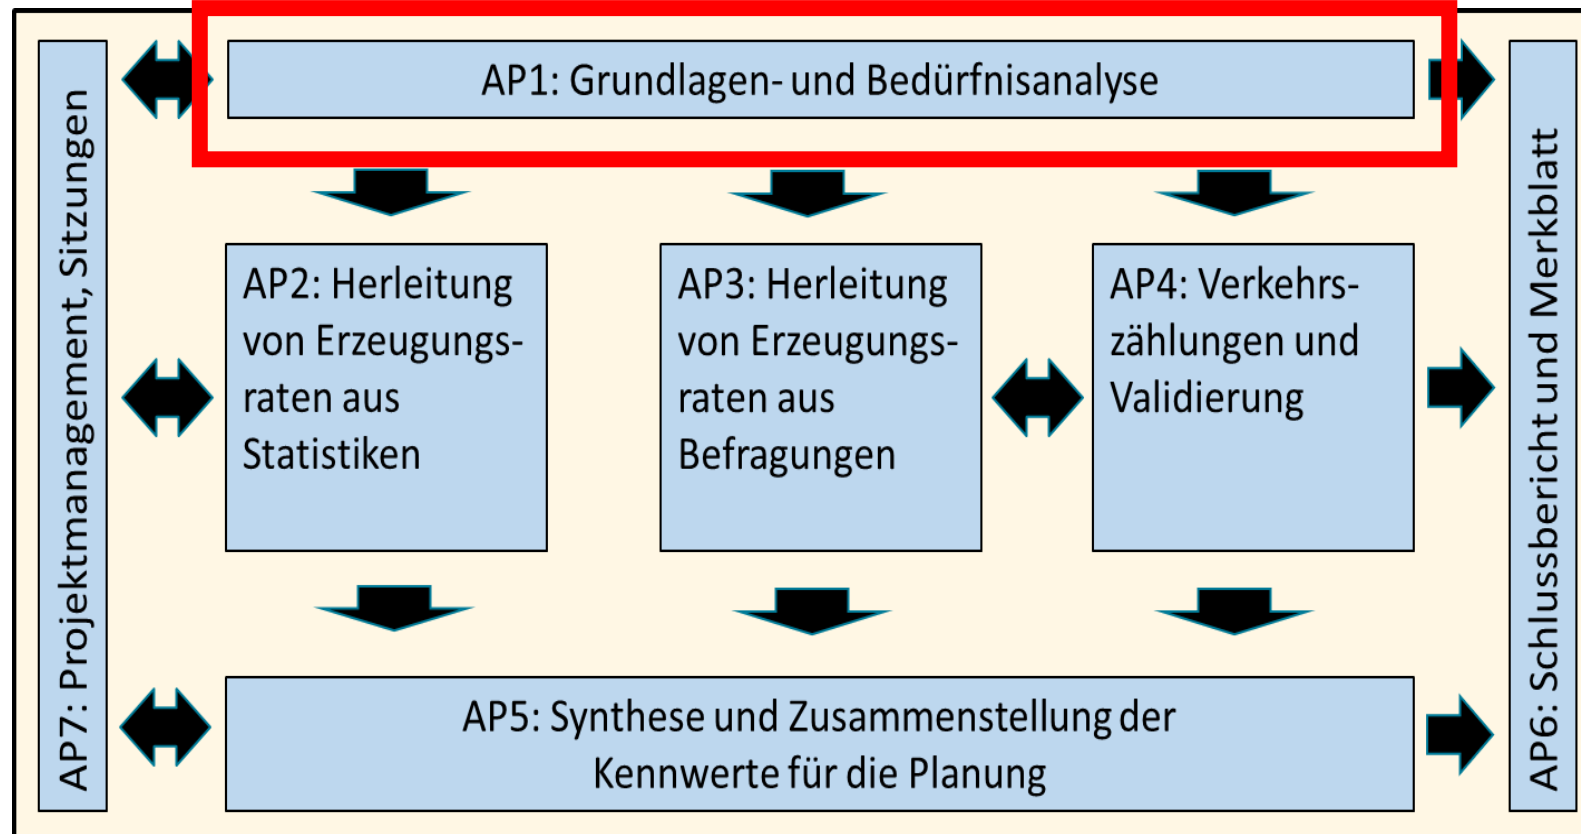 AP7: Projektmanagement, Sitzungen
AP1: Grundlagen- und Bedürfnisanalyse
AP2: Herleitung
von Erzeugungs-
raten aus
Statistiken
AP3: Herleitung
von Erzeugungs-
raten aus
Befragungen
AP4: Verkehrs-
zählungen und
Validierung
AP5: Synthese und Zusammenstellung der
Kennwerte für die Planung
AP6: Schlussbericht und Merkblatt